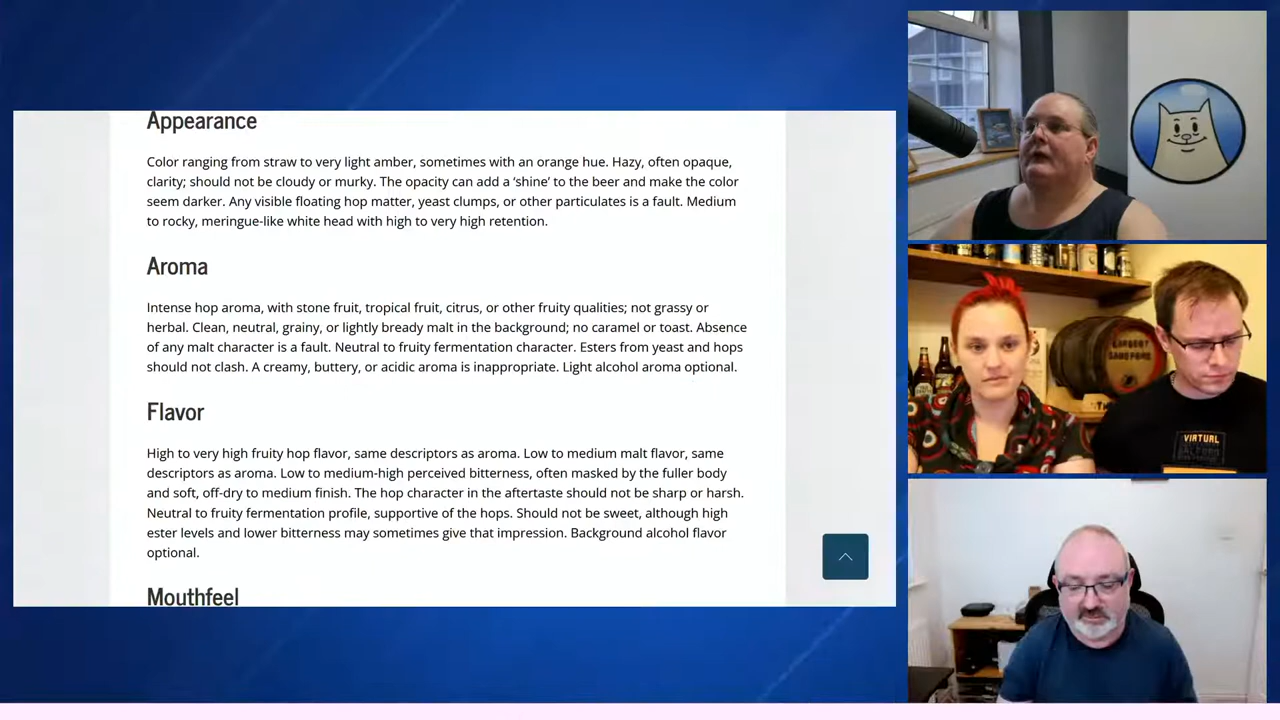 Appearance
Color ranging from straw to very light amber, sometimes with an orange hue. Hazy, often opaque,
clarity; should not be cloudy or murky. The opacity can add a ‘shine’ to the beer and make the color
seem darker. Any visible floating hop matter, yeast clumps, or other particulates is a fault. Medium
to rocky, meringue-like white head with high to very high retention.
Aroma
Intense hop aroma, with stone fruit, tropical fruit, citrus, or other fruity qualities; not grassy or
herbal. Clean, neutral, grainy, or lightly bready malt in the background; no caramel or toast. Absence
of any malt character is a fault. Neutral to fruity fermentation character. Esters from yeast and hops
should not clash. A creamy, buttery, or acidic aroma is inappropriate. Light alcohol aroma optional.
Flavor
High to very high fruity hop flavor, same descriptors as aroma. Low to medium malt flavor, same
descriptors as aroma. Low to medium-high perceived bitterness, often masked by the fuller body
and soft, off-dry to medium finish. The hop character in the aftertaste should not be sharp or harsh.
Neutral to fruity fermentation profile, supportive of the hops. Should not be sweet, although high
ester levels and lower bitterness may sometimes give that impression. Background alcohol flavor
optional.
Mouthfeel
VIRTUAL